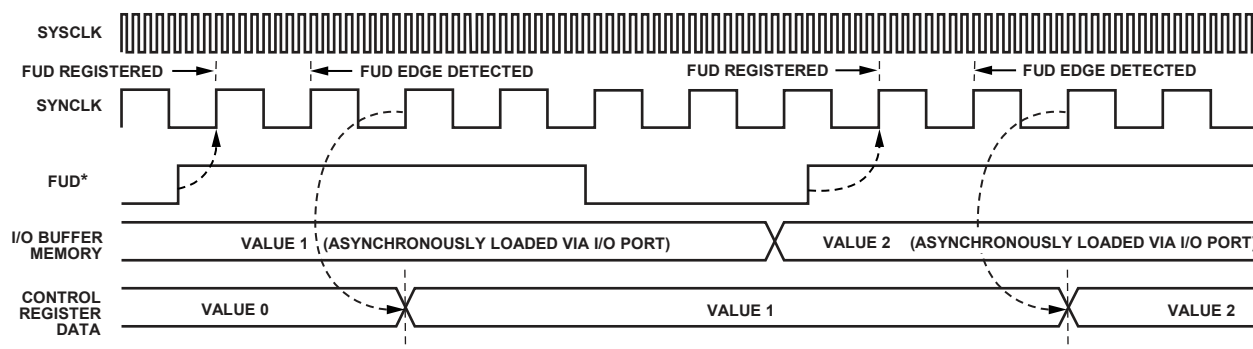 SYSCLK
FUD REGISTERED
FUD EDGE DETECTED
FUD REGISTERED
FUD EDGE DETECTED
SYNCLK
FUD*
I/O BUFFER
MEMORY
VALUE 1 (ASYNCHRONOUSLY LOADED VIA I/O PORT)
VALUE 2 (ASYNCHRONOUSLY LOADED VIA I/O PORT)
CONTROL
REGISTER
DATA
VALUE 0
VALUE 1
VALUE 2